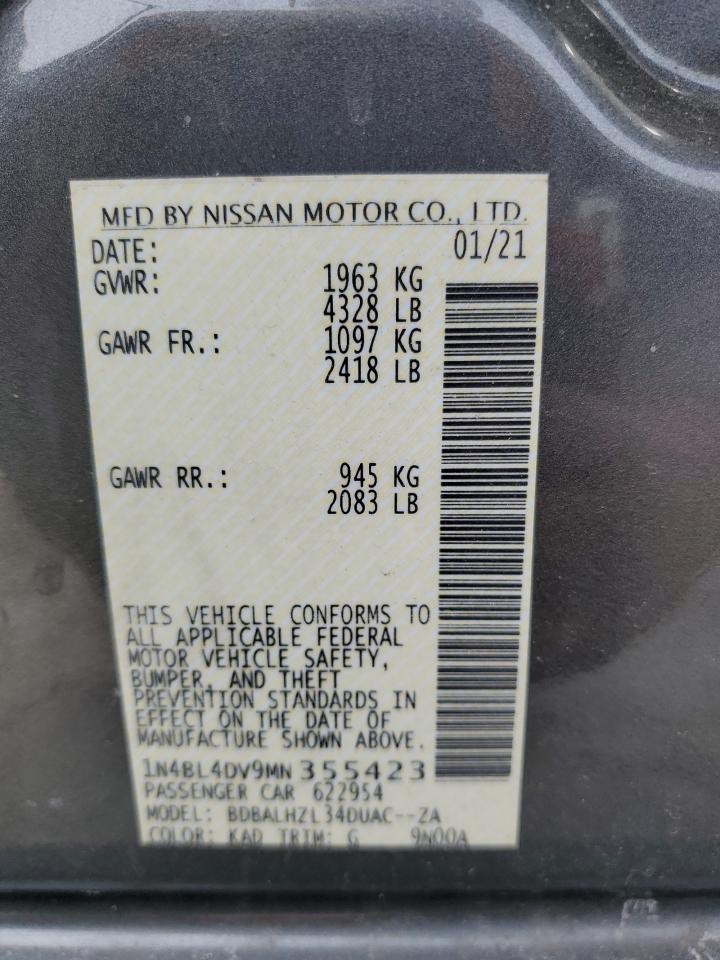 MFD BY NISSAN MOTOR CO., LTD.
DATE: 01/21
GVWR: 1963 KG
4328 LB
GAWR FR.: 1097 KG
2418 LB
GAWR RR.: 945 KG
2083 LB
THIS VEHICLE CONFORMS TO
ALL APPLICABLE FEDERAL
MOTOR VEHICLE SAFETY,
BUMPER, AND THEFT
PREVENTION STANDARDS IN
EFFECT ON THE DATE OF
MANUFACTURE SHOWN ABOVE.
1N4BL4DV9MN355423
PASSENGER CAR 622954
MODEL: BDBALHZL34DUAC--ZA
COLOR: KAD TRIM: G 9N00A